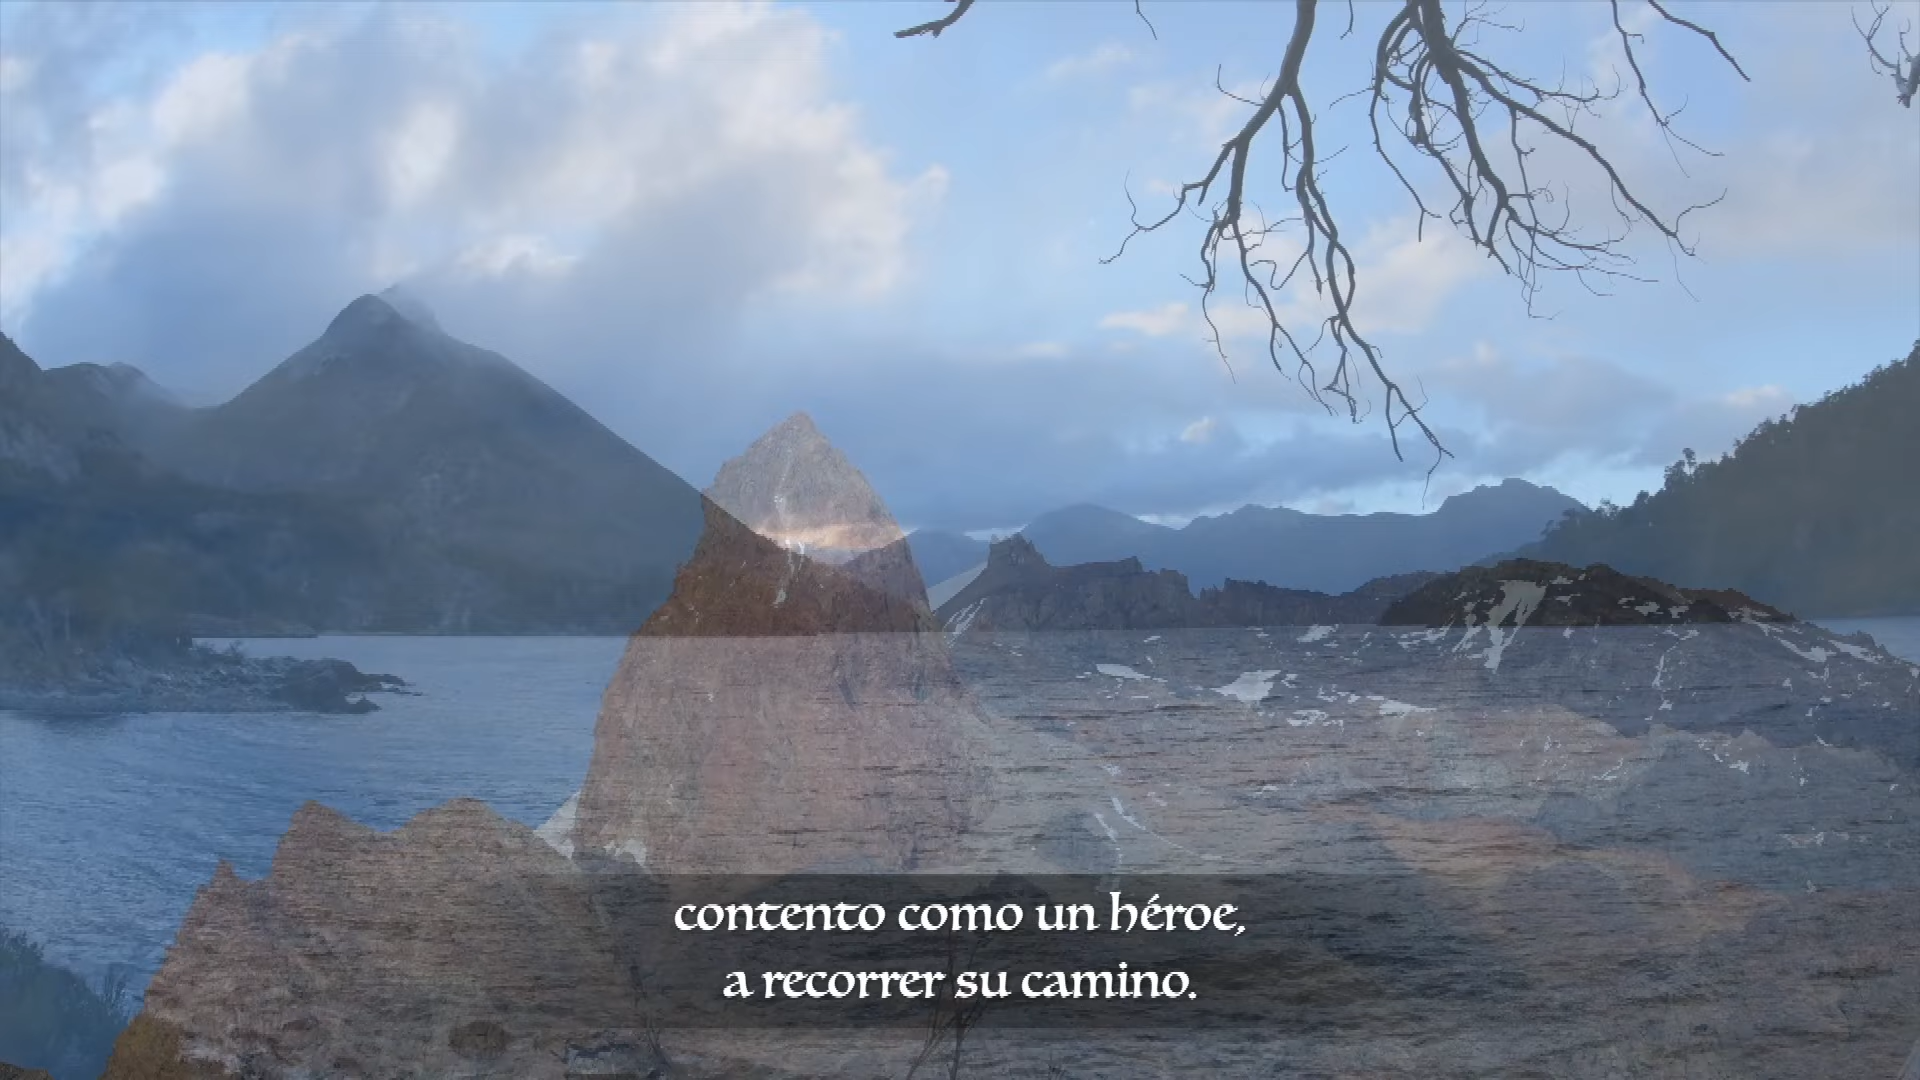 contento como un héroe,
a recorrer su camino.